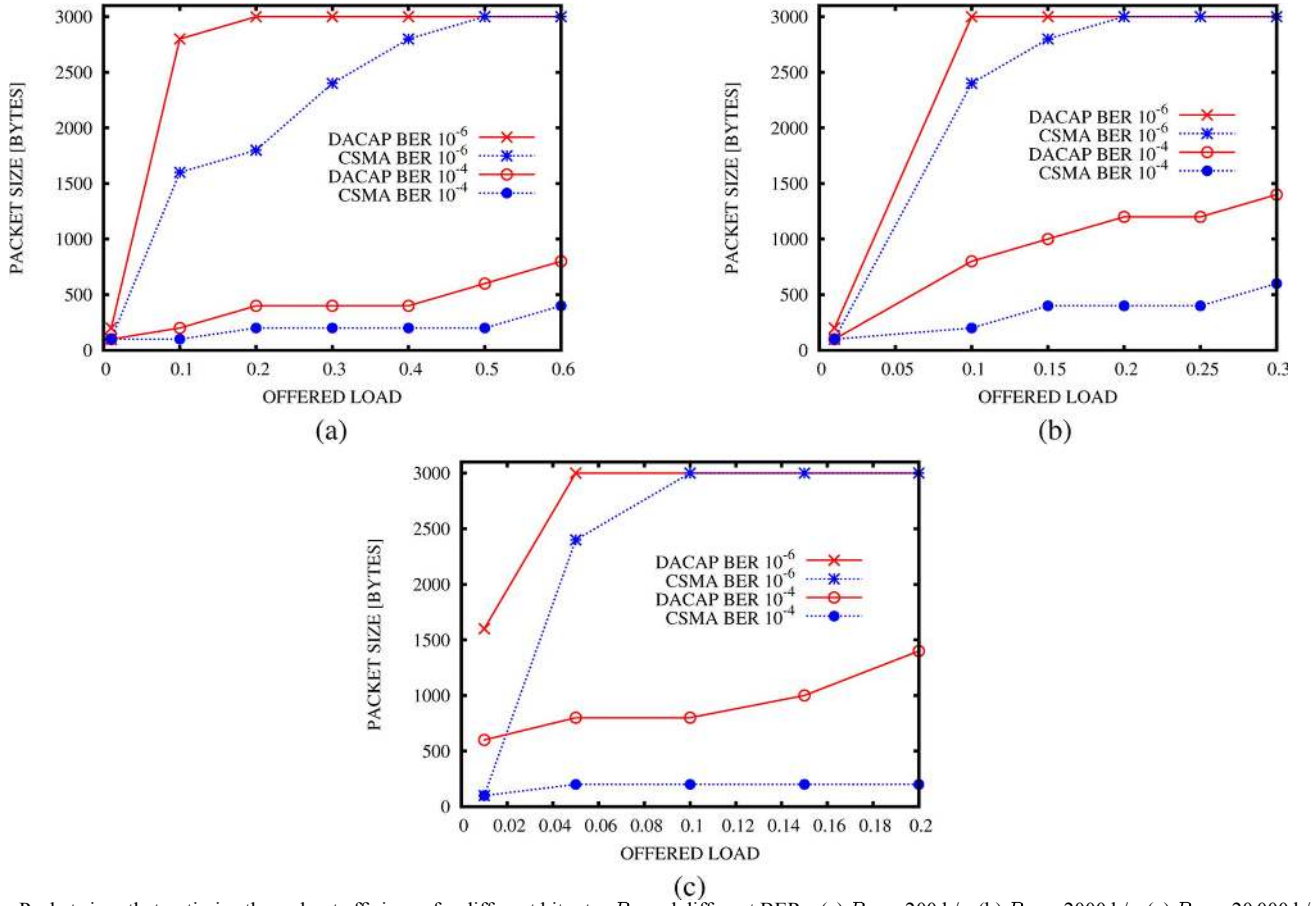 3000
2500
2000
1500
1000
500
0
PACKET SIZE [BYTES]
DACAP BER 10-6
CSMA BER 10-6
DACAP BER 10-4
CSMA BER 10-4
0 0.1 0.2 0.3 0.4 0.5 0.6
OFFERED LOAD
(a)
3000
2500
2000
1500
1000
500
0
PACKET SIZE [BYTES]
DACAP BER 10-6
CSMA BER 10-6
DACAP BER 10-4
CSMA BER 10-4
0 0.05 0.1 0.15 0.2 0.25 0.3
OFFERED LOAD
(b)
3000
2500
2000
1500
1000
500
0
PACKET SIZE [BYTES]
DACAP BER 10-6
CSMA BER 10-6
DACAP BER 10-4
CSMA BER 10-4
0 0.02 0.04 0.06 0.08 0.1 0.12 0.14 0.16 0.18 0.2
OFFERED LOAD
(c)